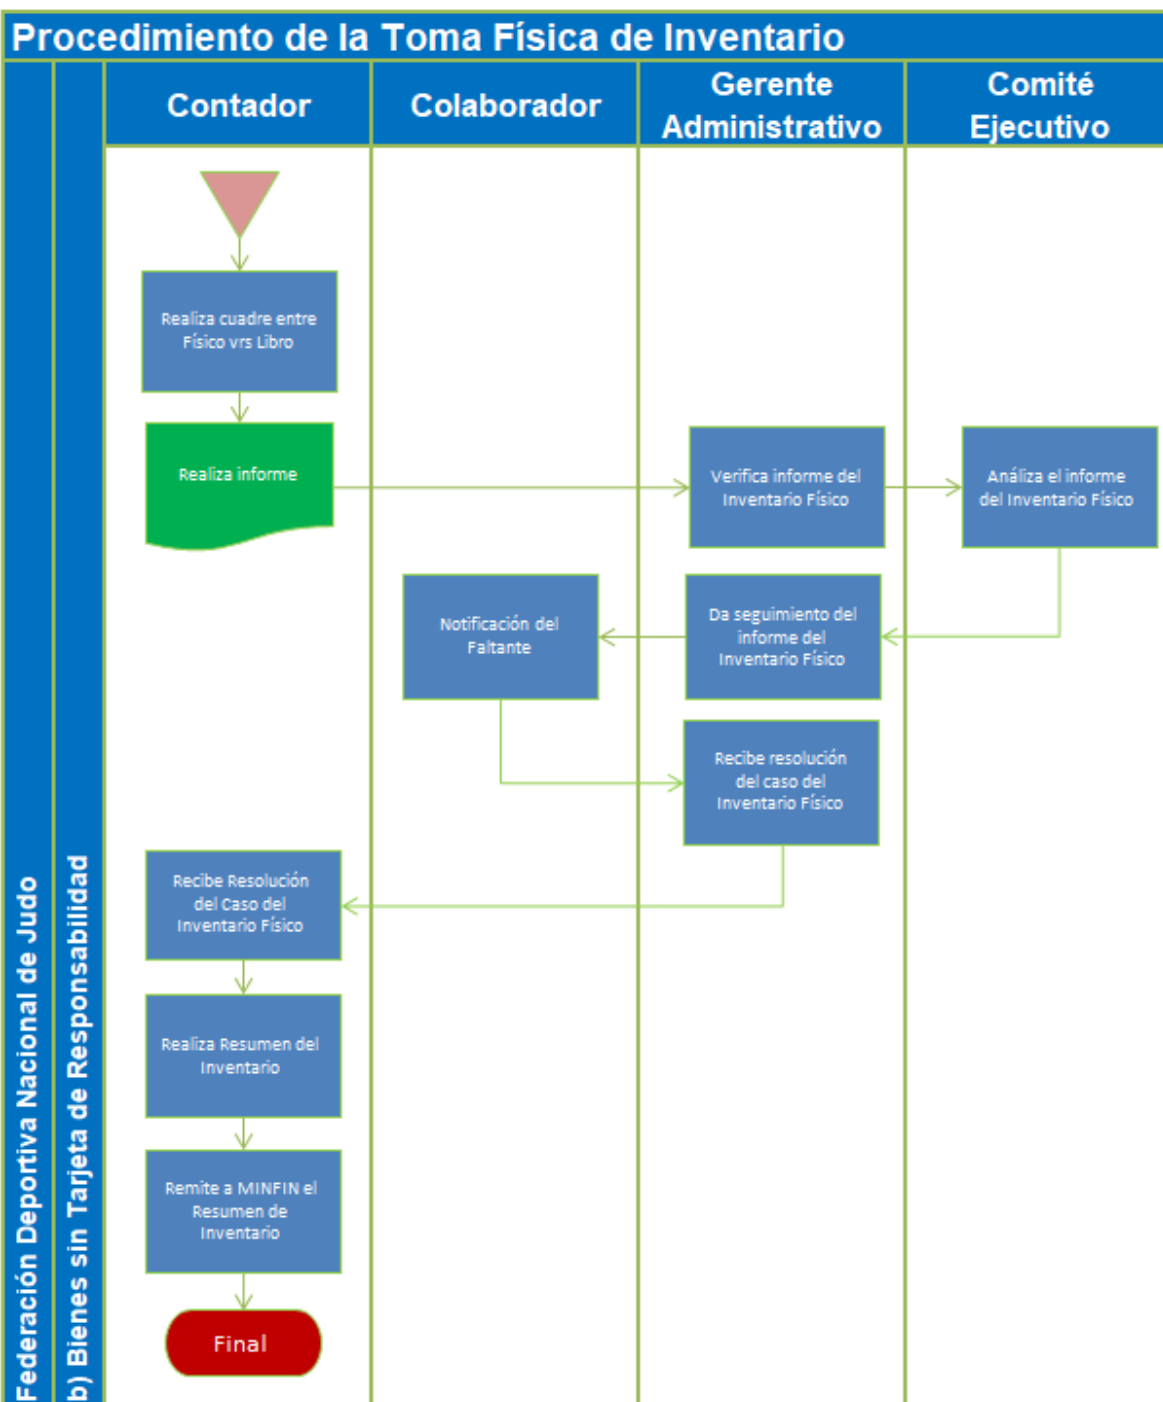 Procedimiento de la Toma Física de Inventario
Contador
Colaborador
Gerente
Administrativo
Comité
Ejecutivo
Federación Deportiva Nacional de Judo
b) Bienes sin Tarjeta de Responsabilidad
Realiza cuadre entre
Físico vrs Libro
Realiza informe
Verifica informe del
Inventario Físico
Análiza el informe
del Inventario Físico
Da seguimiento del
informe del
Inventario Físico
Notificación del
Faltante
Recibe resolución
del caso del
Inventario Físico
Recibe Resolución
del Caso del
Inventario Físico
Realiza Resumen del
Inventario
Remite a MINFIN el
Resumen de
Inventario
Final